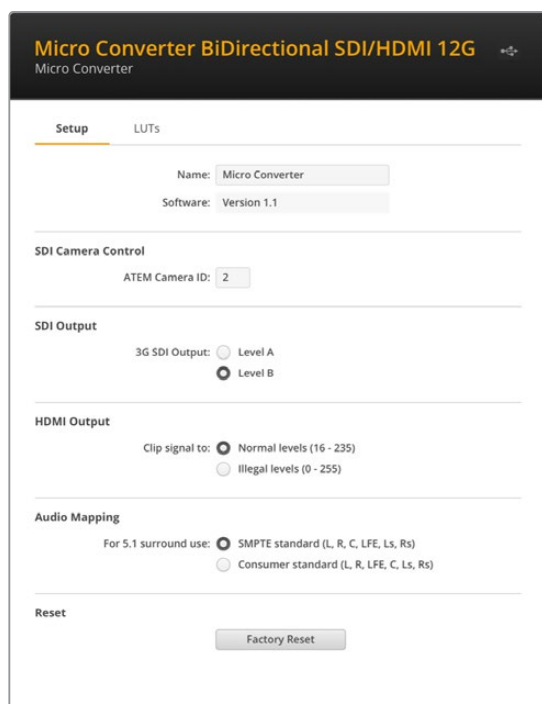 Micro Converter BiDirectional SDI/HDMI 12G
Micro Converter
Setup LUTs
Name: Micro Converter
Software: Version 1.1
SDI Camera Control
ATEM Camera ID: 2
SDI Output
3G SDI Output: Level A
Level B
HDMI Output
Clip signal to: Normal levels (16 - 235)
Illegal levels (0 - 255)
Audio Mapping
For 5.1 surround use: SMPTE standard (L, R, C, LFE, Ls, Rs)
Consumer standard (L, R, LFE, C, Ls, Rs)
Reset
Factory Reset